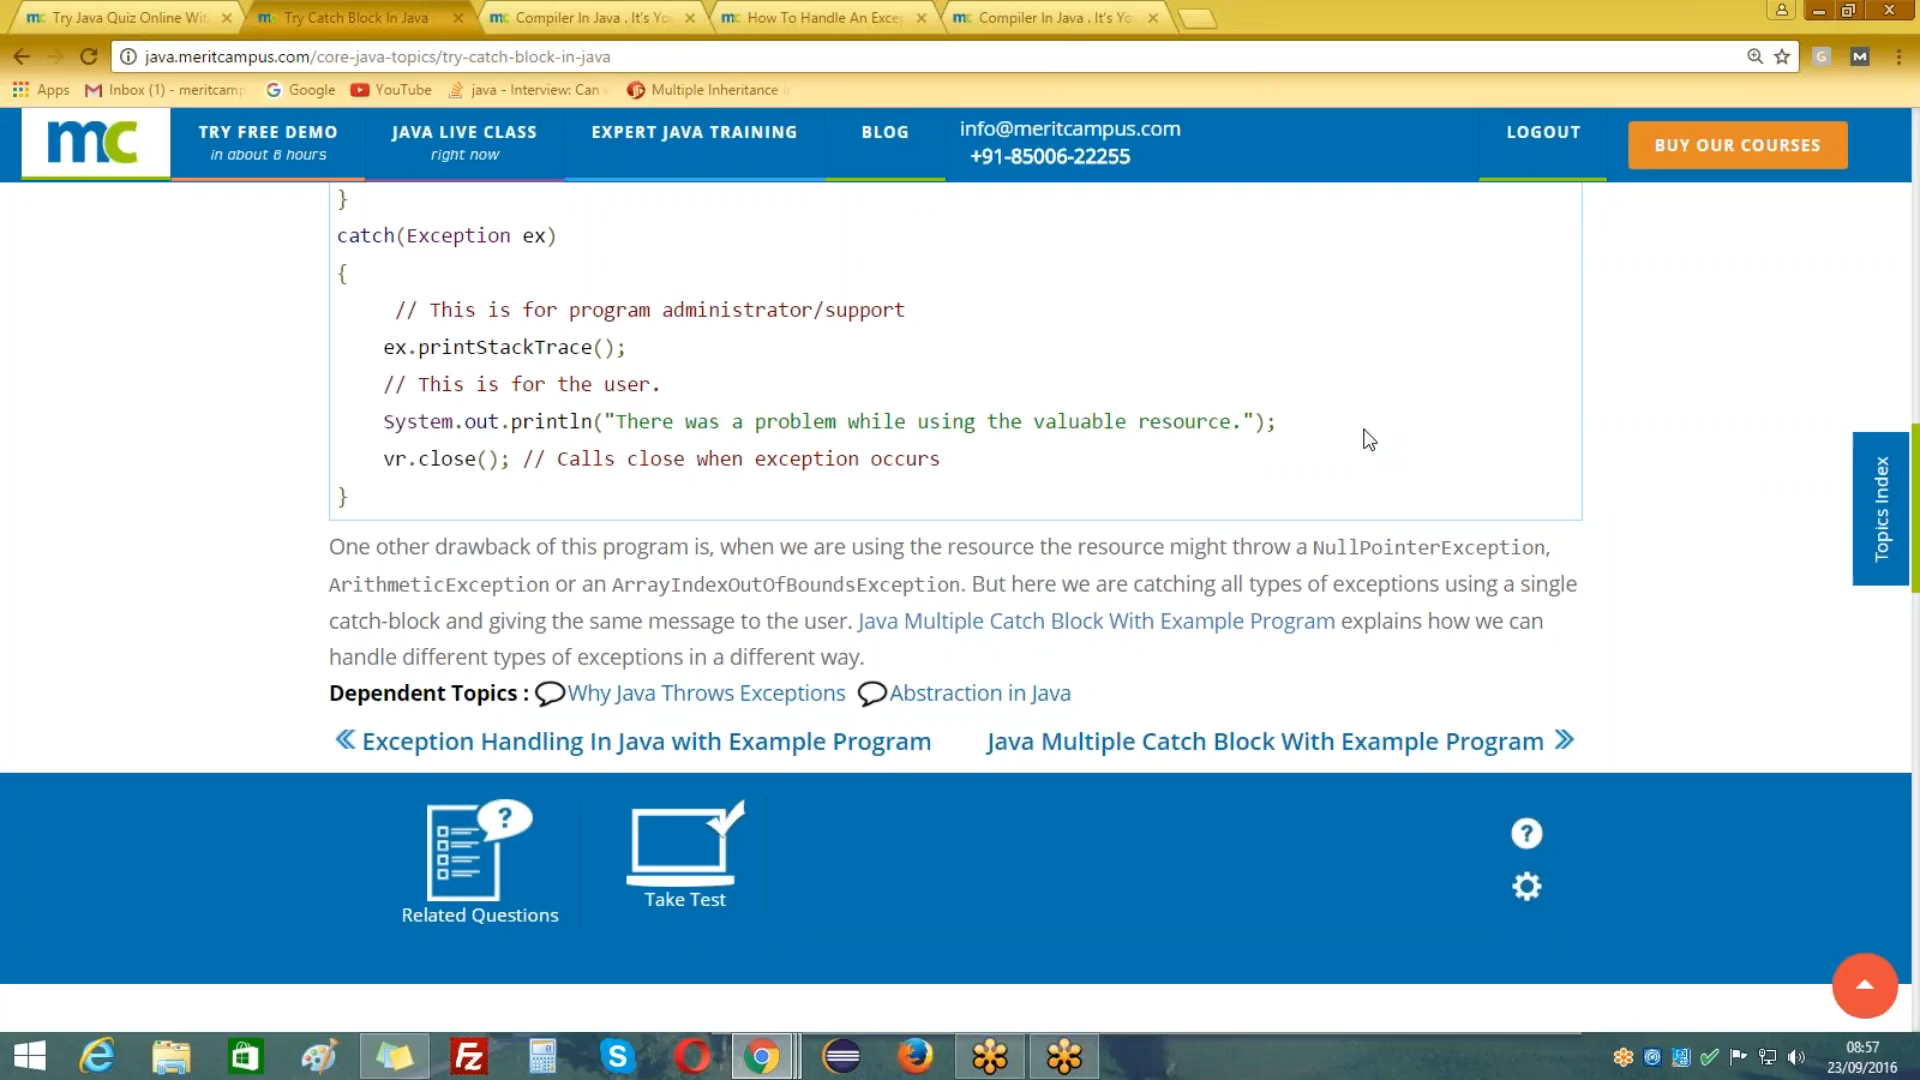 Try Java Quiz Online Wit
Try Catch Block In Java
Compiler In Java . It's Yo
How To Handle An Exce
Compiler In Java . It's Yo
java.meritcampus.com/core-java-topics/try-catch-block-in-java
Apps
Inbox (1) - meritcamp
Google
YouTube
java - Interview: Can
Multiple Inheritance i
mc
TRY FREE DEMO
in about 6 hours
JAVA LIVE CLASS
right now
EXPERT JAVA TRAINING
BLOG
info@meritcampus.com
+91-85006-22255
LOGOUT
BUY OUR COURSES
}
catch(Exception ex)
{
// This is for program administrator/support
ex.printStackTrace();
// This is for the user.
System.out.println("There was a problem while using the valuable resource.");
vr.close(); // Calls close when exception occurs
}
Topics Index
One other drawback of this program is, when we are using the resource the resource might throw a NullPointerException,
ArithmeticException or an ArrayIndexOutOfBoundsException. But here we are catching all types of exceptions using a single
catch-block and giving the same message to the user. Java Multiple Catch Block With Example Program explains how we can
handle different types of exceptions in a different way.
Dependent Topics : Why Java Throws Exceptions Abstraction in Java
« Exception Handling In Java with Example Program
Java Multiple Catch Block With Example Program »
Related Questions
Take Test
08:57
23/09/2016